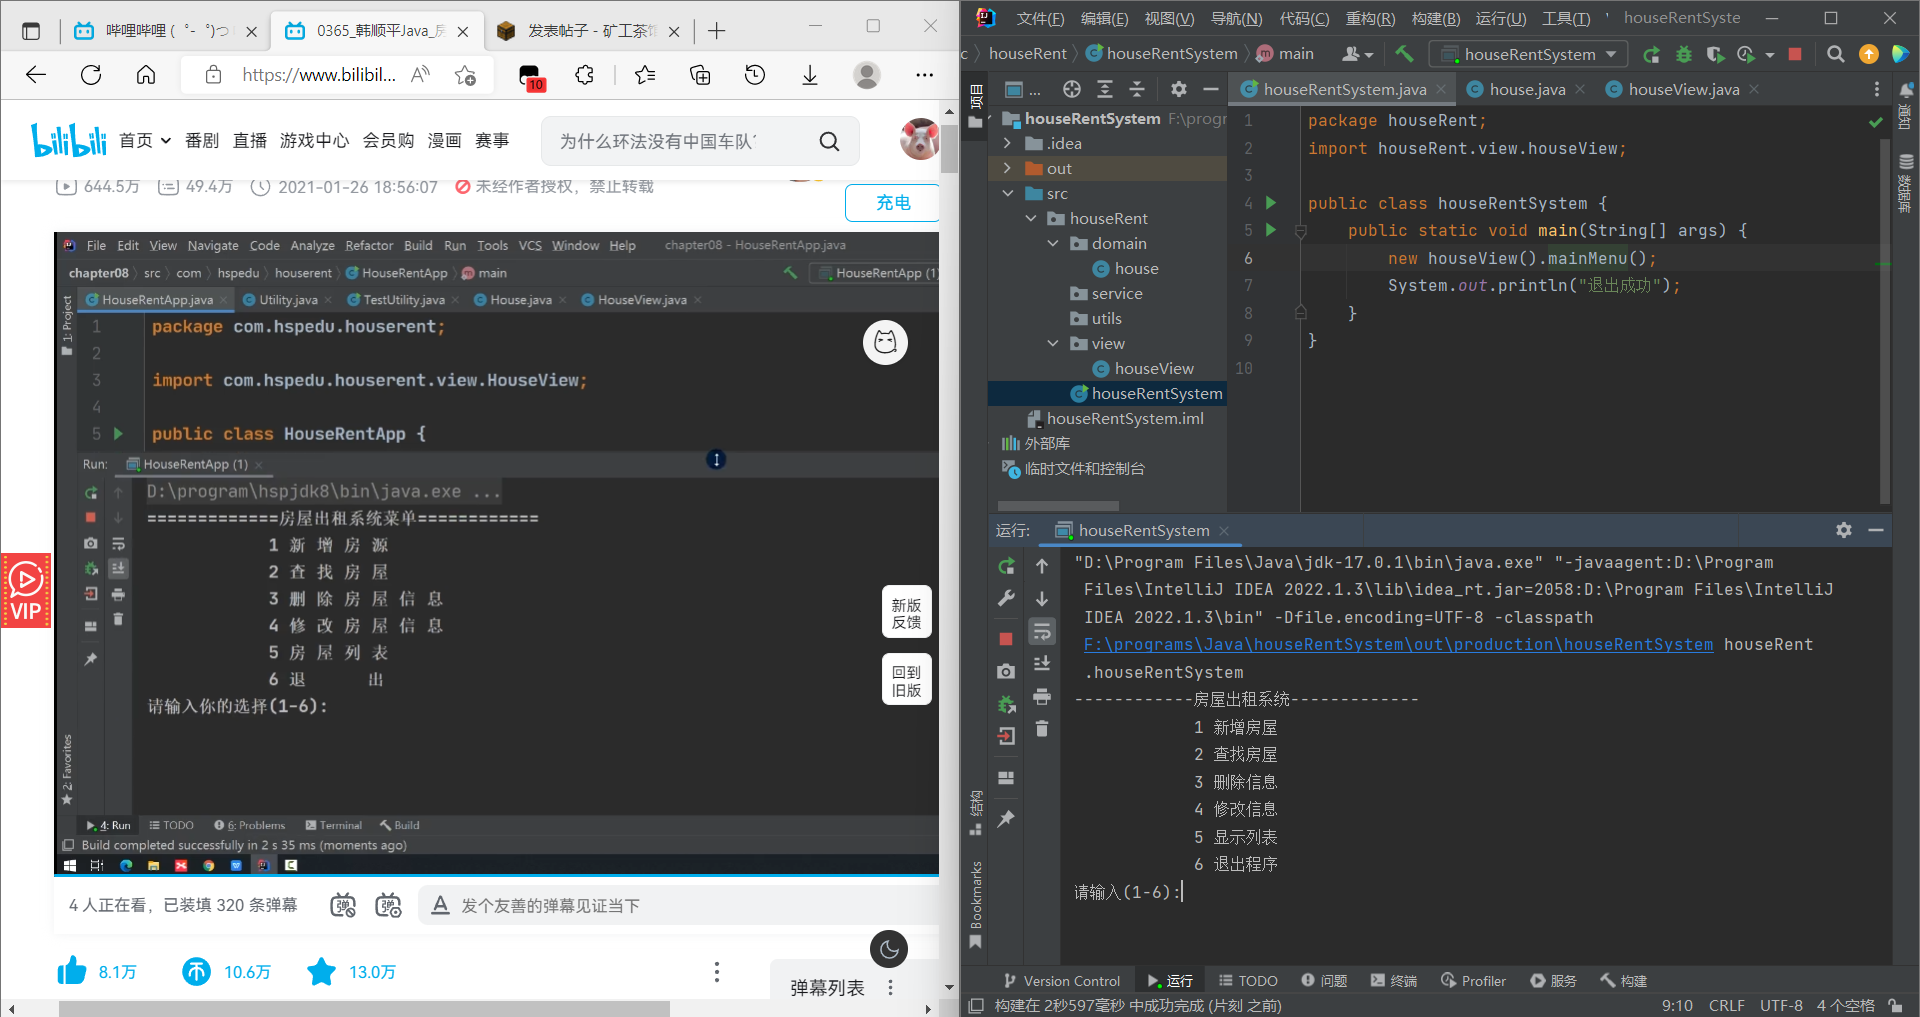 哔哩哔哩 (゜-゜)つ
0365_韩顺平Java_房
发表帖子 - 矿工茶馆
https://www.bilibil...
10
bilibili
首页
番剧
直播
游戏中心
会员购
漫画
赛事
为什么环法没有中国车队?
644.5万
49.4万
2021-01-26 18:56:07
未经作者授权，禁止转载
充电
File Edit View Navigate Code Analyze Refactor Build Run Tools VCS Window Help
chapter08 - HouseRentApp.java
chapter08 src com hspedu houserent HouseRentApp main
HouseRentApp (1)
HouseRentApp.java
Utility.java
TestUtility.java
House.java
HouseView.java
1: Project
1 package com.hspedu.houserent;
2
3 import com.hspedu.houserent.view.HouseView;
4
5 public class HouseRentApp {
Run: HouseRentApp (1)
D:\program\hspjdk8\bin\java.exe ...
=============房屋出租系统菜单============
1 新 增 房 源
2 查 找 房 屋
3 删 除 房 屋 信 息
4 修 改 房 屋 信 息
5 房 屋 列 表
6 退 出
请输入你的选择(1-6):
2: Favorites
4: Run
TODO
6: Problems
Terminal
Build
Build completed successfully in 2 s 35 ms (moments ago)
VIP
新版
反馈
回到
旧版
4 人正在看，已装填 320 条弹幕
弹
弹
发个友善的弹幕见证当下
8.1万
10.6万
13.0万
弹幕列表
文件(F) 编辑(E) 视图(V) 导航(N) 代码(C) 重构(R) 构建(B) 运行(U) 工具(T)
houseRentSyste
c houseRent houseRentSystem main
houseRentSystem
项目
...
houseRentSystem.java
house.java
houseView.java
houseRentSystem F:\progr
.idea
out
src
houseRent
domain
house
service
utils
view
houseView
houseRentSystem
houseRentSystem.iml
外部库
临时文件和控制台
1 package houseRent;
2 import houseRent.view.houseView;
3
4 public class houseRentSystem {
5 public static void main(String[] args) {
6 new houseView().mainMenu();
7 System.out.println("退出成功");
8 }
9 }
10
通知
数据库
运行: houseRentSystem
"D:\Program Files\Java\jdk-17.0.1\bin\java.exe" "-javaagent:D:\Program
Files\IntelliJ IDEA 2022.1.3\lib\idea_rt.jar=2058:D:\Program Files\IntelliJ
IDEA 2022.1.3\bin" -Dfile.encoding=UTF-8 -classpath
F:\programs\Java\houseRentSystem\out\production\houseRentSystem houseRent
.houseRentSystem
------------房屋出租系统-------------
1 新增房屋
2 查找房屋
3 删除信息
4 修改信息
5 显示列表
6 退出程序
请输入(1-6):
结构
Bookmarks
Version Control
运行
TODO
问题
终端
Profiler
服务
构建
构建在 2秒597毫秒 中成功完成 (片刻 之前)
9:10 CRLF UTF-8 4 个空格